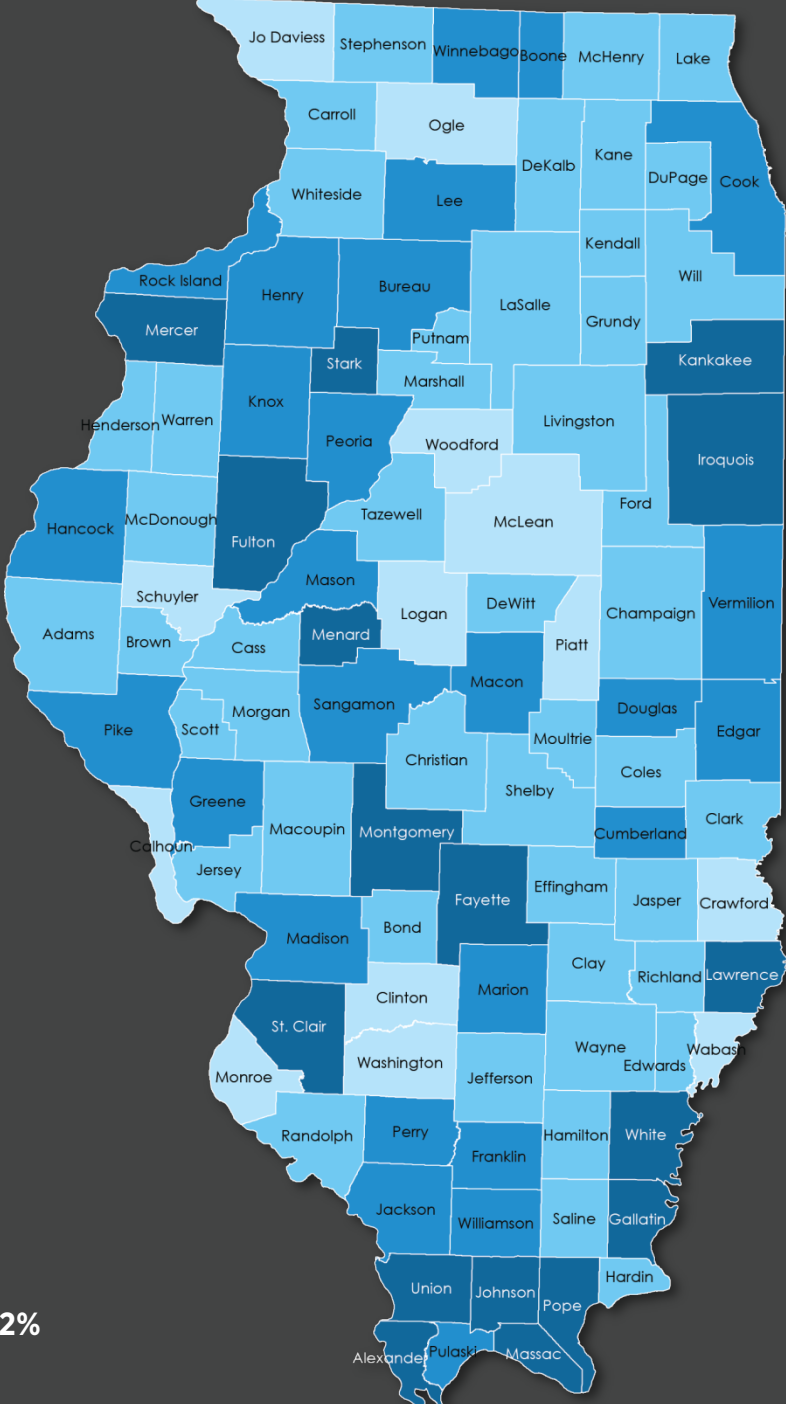 Jo Daviess
Stephenson
Winnebago
Boone
McHenry
Lake
Carroll
Ogle
DeKalb
Kane
DuPage
Cook
Whiteside
Lee
Kendall
Will
Rock Island
Henry
Bureau
LaSalle
Grundy
Mercer
Putnam
Stark
Kankakee
Marshall
Knox
Henderson
Warren
Peoria
Woodford
Livingston
Iroquois
Ford
Hancock
McDonough
Fulton
Tazewell
McLean
Mason
Schuyler
Logan
DeWitt
Champaign
Vermilion
Adams
Brown
Cass
Menard
Piatt
Macon
Sangamon
Douglas
Pike
Scott
Morgan
Edgar
Moultrie
Christian
Coles
Shelby
Greene
Macoupin
Montgomery
Cumberland
Clark
Calhoun
Jersey
Effingham
Fayette
Jasper
Crawford
Bond
Madison
Clay
Richland
Lawrence
Marion
Clinton
St. Clair
Wayne
Wabash
Washington
Edwards
Monroe
Jefferson
Randolph
Perry
Hamilton
White
Franklin
Jackson
Williamson
Saline
Gallatin
Hardin
Union
Johnson
Pope
2%
Alexande
Pulaski
Massac